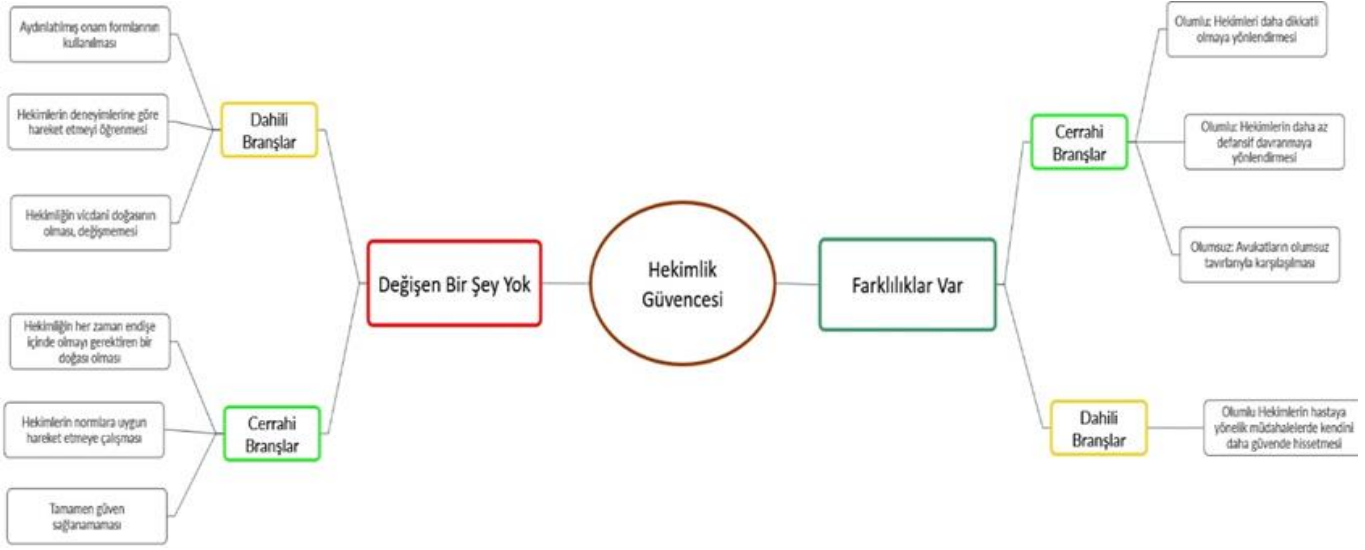 Aydınlatılmış onam formlarının
kullanılması
Hekimlerin deneyimlerine göre
hareket etmeyi öğrenmesi
Hekimliğin vicdani doğasının
olması, değişmemesi
Dahili
Branşlar
Hekimliğin her zaman endişe
içinde olmayı gerektiren bir
doğası olması
Hekimlerin normlara uygun
hareket etmeye çalışması
Tamamen güven
sağlanamaması
Cerrahi
Branşlar
Değişen Bir Şey Yok
Hekimlik
Güvencesi
Farklılıklar Var
Cerrahi
Branşlar
Olumlu: Hekimleri daha dikkatli
olmaya yönlendirmesi
Olumlu: Hekimlerin daha az
defansif davranmaya
yönlendirmesi
Olumsuz: Avukatların olumsuz
tavırlarıyla karşılaşılması
Dahili
Branşlar
Olumlu Hekimlerin hastaya
yönelik müdahalelerde kendini
daha güvende hissetmesi